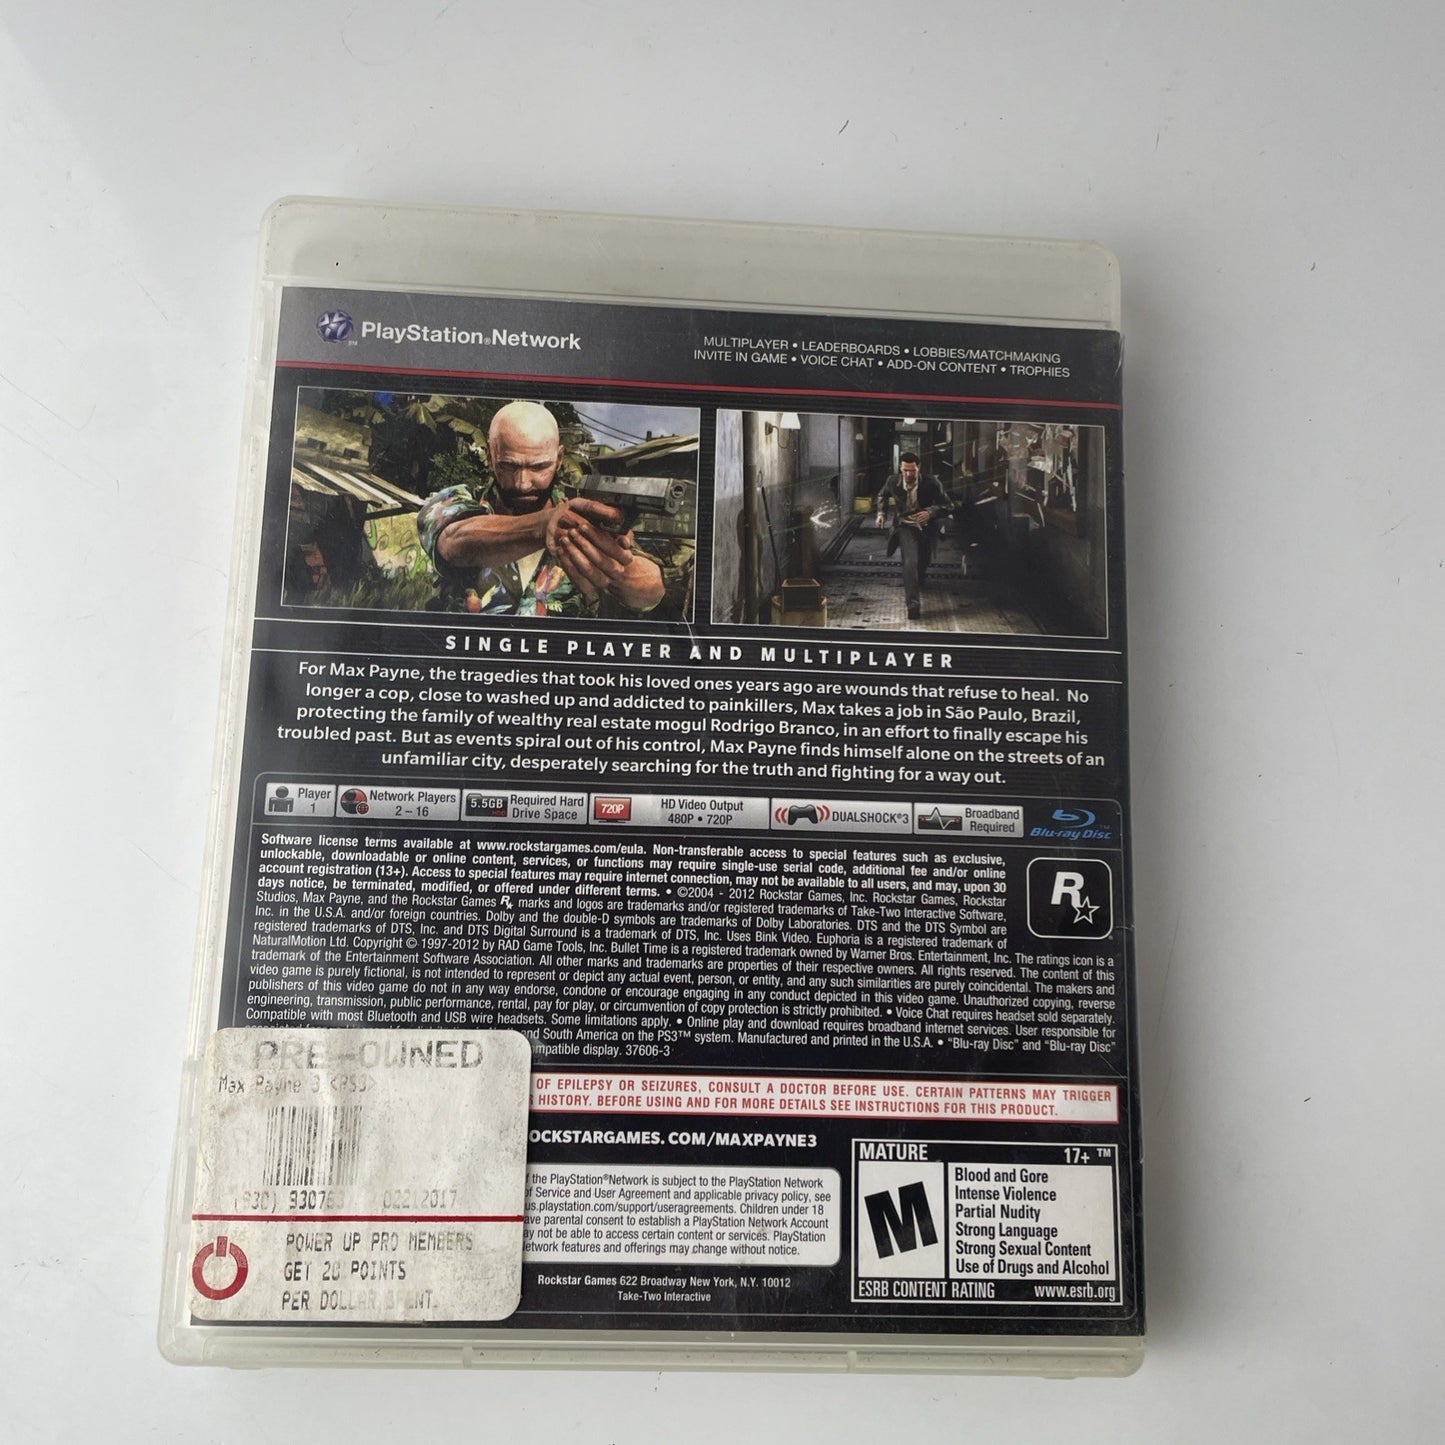 PlayStation®Network
MULTIPLAYER • LEADERBOARDS • LOBBIES/MATCHMAKING
INVITE IN GAME • VOICE CHAT • ADD-ON CONTENT • TROPHIES
SINGLE PLAYER AND MULTIPLAYER
For Max Payne, the tragedies that took his loved ones years ago are wounds that refuse to heal. No
longer a cop, close to washed up and addicted to painkillers, Max takes a job in São Paulo, Brazil,
protecting the family of wealthy real estate mogul Rodrigo Branco, in an effort to finally escape his
troubled past. But as events spiral out of his control, Max Payne finds himself alone on the streets of an
unfamiliar city, desperately searching for the truth and fighting for a way out.
Player
1
Network Players
2 – 16
5.5GB
Required Hard
Drive Space
720P
HD Video Output
480P • 720P
DUALSHOCK®3
Broadband
Required
Blu-ray Disc™
Software license terms available at www.rockstargames.com/eula. Non-transferable access to special features such as exclusive,
unlockable, downloadable or online content, services, or functions may require single-use serial code, additional fee and/or online
account registration (13+). Access to special features may require internet connection, may not be available to all users, and may, upon 30
days notice, be terminated, modified, or offered under different terms. • ©2004 - 2012 Rockstar Games, Inc. Rockstar Games, Rockstar
Studios, Max Payne, and the Rockstar Games R★ marks and logos are trademarks and/or registered trademarks of Take-Two Interactive Software,
Inc. in the U.S.A. and/or foreign countries. Dolby and the double-D symbols are trademarks of Dolby Laboratories. DTS and the DTS Symbol are
registered trademarks of DTS, Inc. and DTS Digital Surround is a trademark of DTS, Inc. Uses Bink Video. Euphoria is a registered trademark of
NaturalMotion Ltd. Copyright © 1997-2012 by RAD Game Tools, Inc. Bullet Time is a registered trademark owned by Warner Bros. Entertainment, Inc. The ratings icon is a
trademark of the Entertainment Software Association. All other marks and trademarks are properties of their respective owners. All rights reserved. The content of this
video game is purely fictional, is not intended to represent or depict any actual event, person, or entity, and any such similarities are purely coincidental. The makers and
publishers of this video game do not in any way endorse, condone or encourage engaging in any conduct depicted in this video game. Unauthorized copying, reverse
engineering, transmission, public performance, rental, pay for play, or circumvention of copy protection is strictly prohibited. • Voice Chat requires headset sold separately.
Compatible with most Bluetooth and USB wire headsets. Some limitations apply. • Online play and download requires broadband internet services. User responsible for
and South America on the PS3™ system. Manufactured and printed in the U.S.A. • "Blu-ray Disc" and "Blu-ray Disc"
compatible display. 37606-3
R★
PRE-OWNED
Max Payne 3 <PS3>
02212017
POWER UP PRO MEMBERS
GET 20 POINTS
PER DOLLAR SPENT.
OF EPILEPSY OR SEIZURES, CONSULT A DOCTOR BEFORE USE. CERTAIN PATTERNS MAY TRIGGER
HISTORY. BEFORE USING AND FOR MORE DETAILS SEE INSTRUCTIONS FOR THIS PRODUCT.
OCKSTARGAMES.COM/MAXPAYNE3
f the PlayStation®Network is subject to the PlayStation Network
of Service and User Agreement and applicable privacy policy, see
us.playstation.com/support/useragreements. Children under 18
ave parental consent to establish a PlayStation Network Account
ay not be able to access certain content or services. PlayStation
etwork features and offerings may change without notice.
Rockstar Games 622 Broadway New York, N.Y. 10012
Take-Two Interactive
MATURE 17+ ™
M
Blood and Gore
Intense Violence
Partial Nudity
Strong Language
Strong Sexual Content
Use of Drugs and Alcohol
ESRB CONTENT RATING www.esrb.org